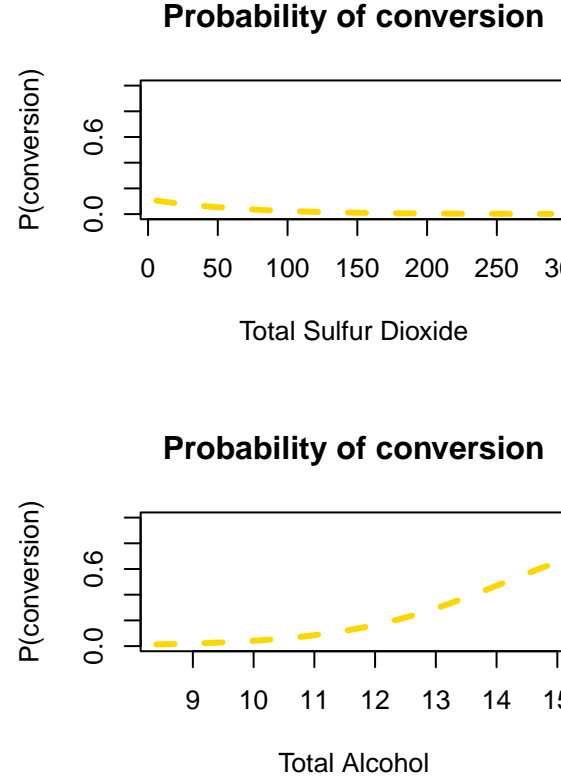 Probability of conversion
P(conversion)
0.6
0.0
0 50 100 150 200 250
Total Sulfur Dioxide
Probability of conversion
P(conversion)
0.6
0.0
9 10 11 12 13 14 15
Total Alcohol